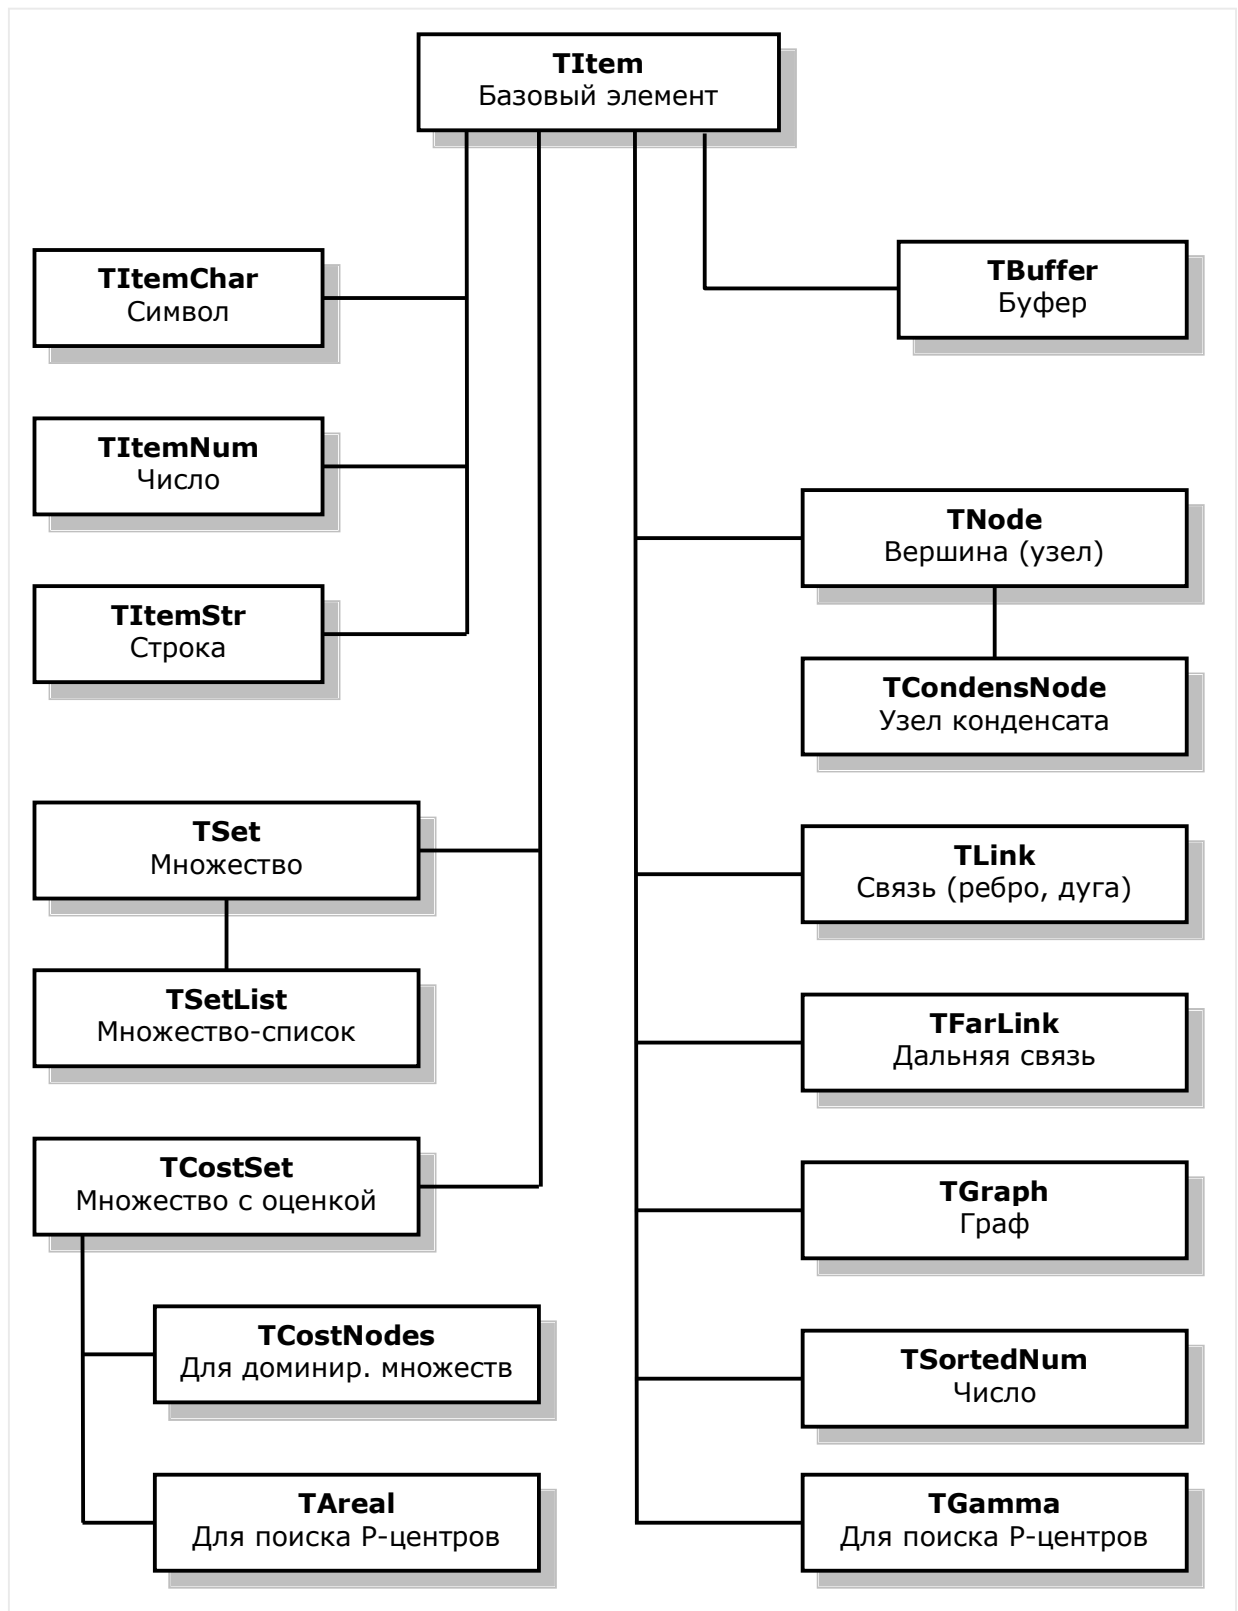 TItem
Базовый элемент
TItemChar
Символ
TBuffer
Буфер
TItemNum
Число
TNode
Вершина (узел)
TItemStr
Строка
TCondensNode
Узел конденсата
TSet
Множество
TLink
Связь (ребро, дуга)
TSetList
Множество-список
TFarLink
Дальняя связь
TCostSet
Множество с оценкой
TGraph
Граф
TCostNodes
Для доминир. множеств
TSortedNum
Число
TAreal
Для поиска Р-центров
TGamma
Для поиска Р-центров